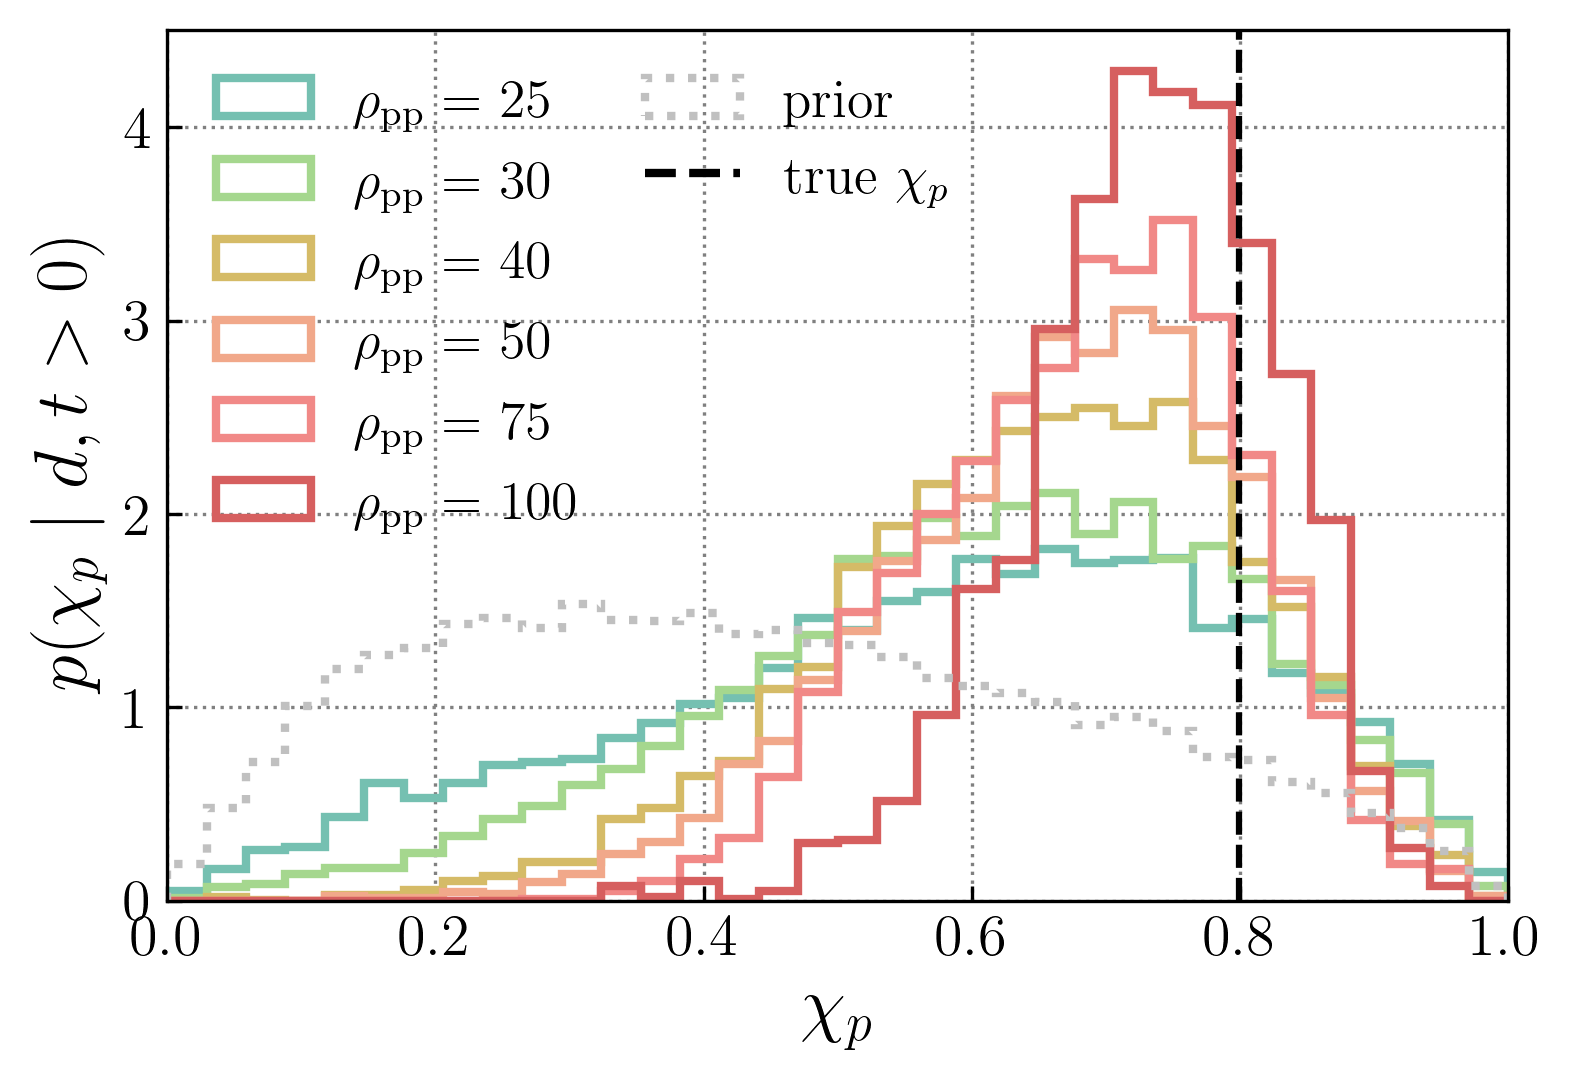 ρpp = 25
ρpp = 30
ρpp = 40
ρpp = 50
ρpp = 75
ρpp = 100
prior
true χp
p(χp | d, t > 0)
4
3
2
1
0
0.0 0.2 0.4 0.6 0.8 1.0
χp